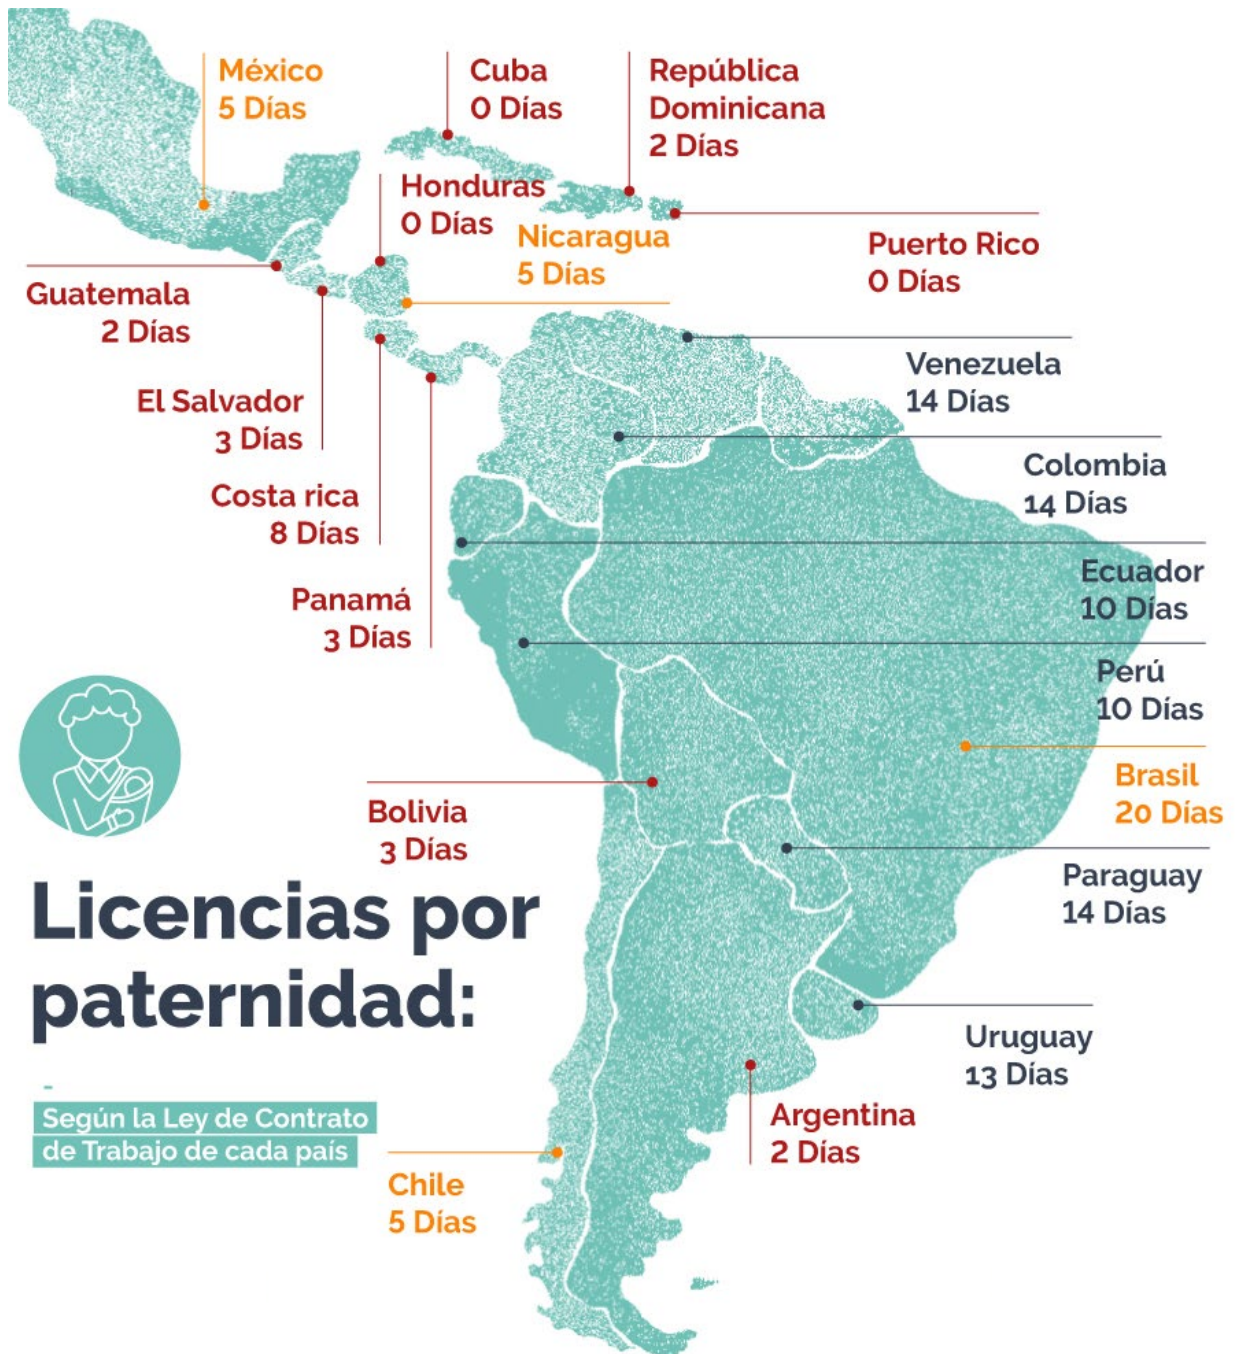 México
5 Días
Cuba
0 Días
República
Dominicana
2 Días
Honduras
0 Días
Nicaragua
5 Días
Puerto Rico
0 Días
Guatemala
2 Días
Venezuela
14 Días
El Salvador
3 Días
Colombia
14 Días
Costa rica
8 Días
Ecuador
10 Días
Panamá
3 Días
Perú
10 Días
Brasil
20 Días
Bolivia
3 Días
Paraguay
14 Días
Licencias por
paternidad:
Uruguay
13 Días
-
Según la Ley de Contrato
de Trabajo de cada país
Argentina
2 Días
Chile
5 Días